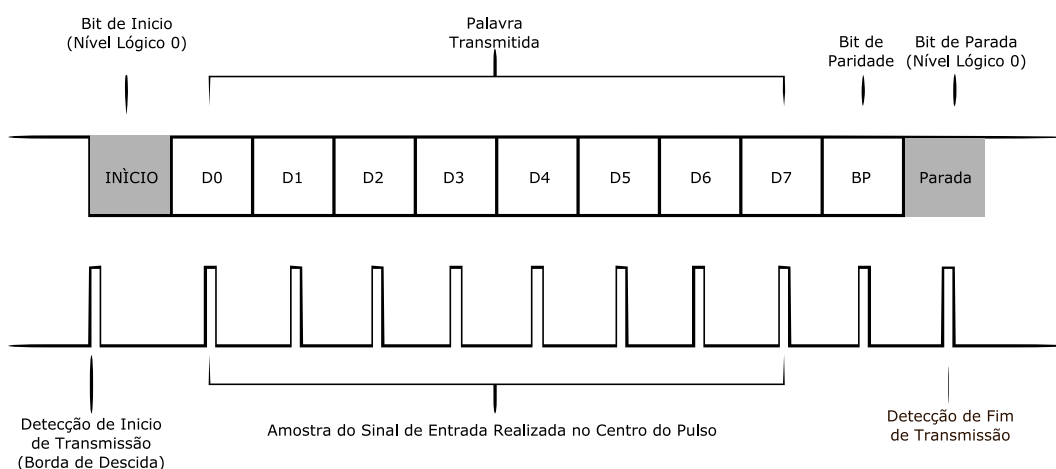 Bit de Inicio
(Nível Lógico 0)
Palavra
Transmitida
Bit de
Paridade
Bit de Parada
(Nível Lógico 0)
INÌCIO
D0
D1
D2
D3
D4
D5
D6
D7
BP
Parada
Detecção de Inicio
de Transmissão
(Borda de Descida)
Amostra do Sinal de Entrada Realizada no Centro do Pulso
Detecção de Fim
de Transmissão